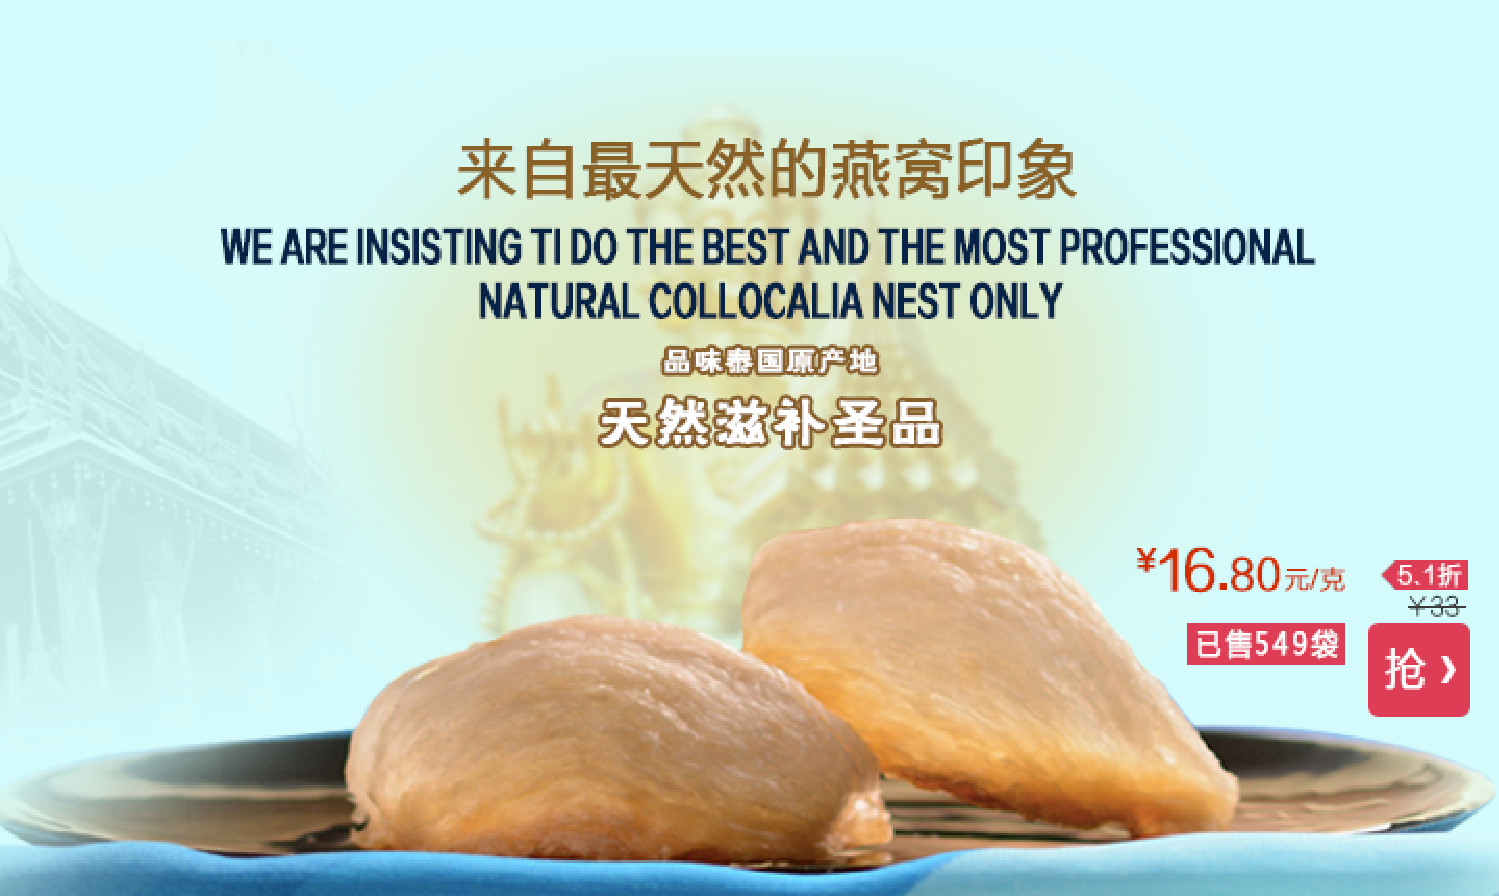 来自最天然的燕窝印象
WE ARE INSISTING TI DO THE BEST AND THE MOST PROFESSIONAL
NATURAL COLLOCALIA NEST ONLY
品味泰国原产地
天然滋补圣品
¥16.80元/克
5.1折
¥33
已售549袋
抢 ›